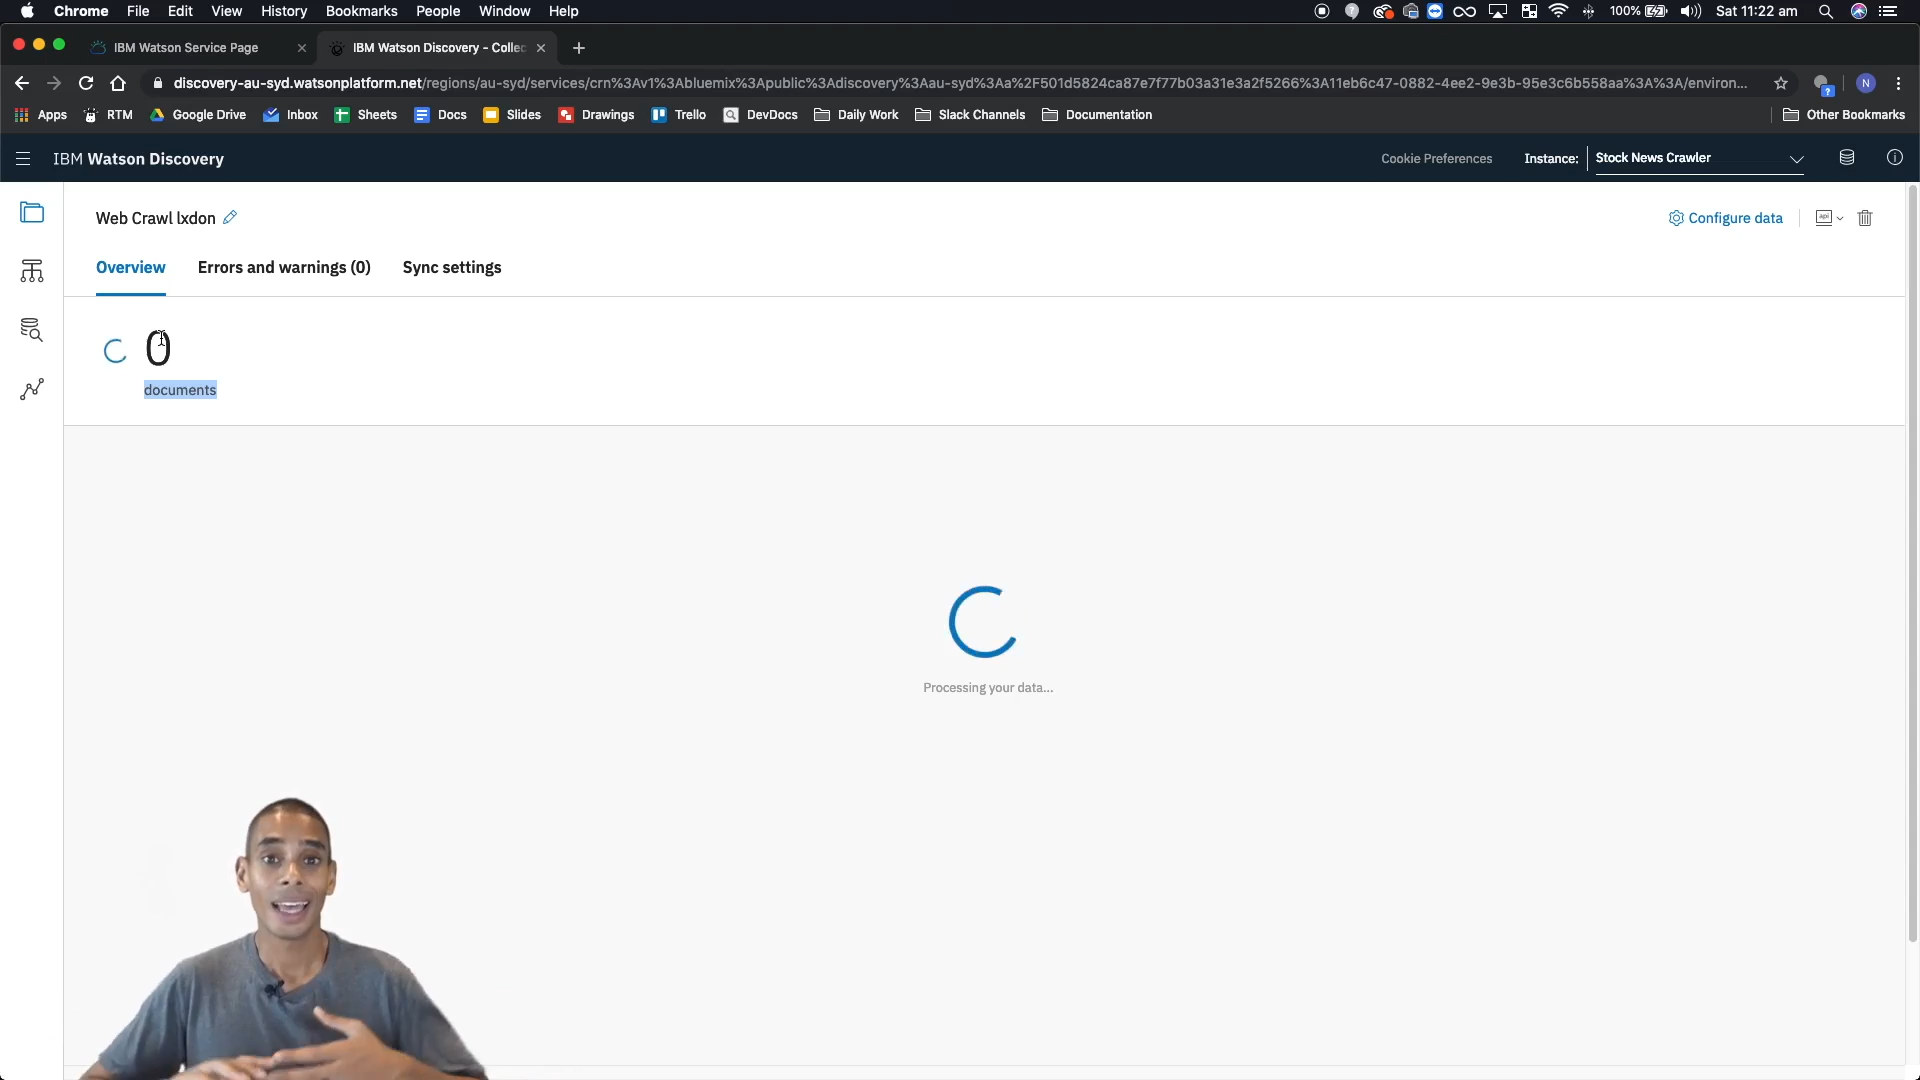 Chrome File Edit View History Bookmarks People Window Help 100% Sat 11:22 am
IBM Watson Service Page IBM Watson Discovery - Collec
discovery-au-syd.watsonplatform.net/regions/au-syd/services/crn%3Av1%3Abluemix%3Apublic%3Adiscovery%3Aau-syd%3Aa%2F501d5824ca87e7f77b03a31e3a2f5266%3A11eb6c47-0882-4ee2-9e3b-95e3c6b558aa%3A%3A/environ... N
Apps RTM Google Drive Inbox Sheets Docs Slides Drawings Trello DevDocs Daily Work Slack Channels Documentation Other Bookmarks
IBM Watson Discovery Cookie Preferences Instance: Stock News Crawler
Web Crawl lxdon Configure data api
Overview Errors and warnings (0) Sync settings
0
documents
Processing your data...